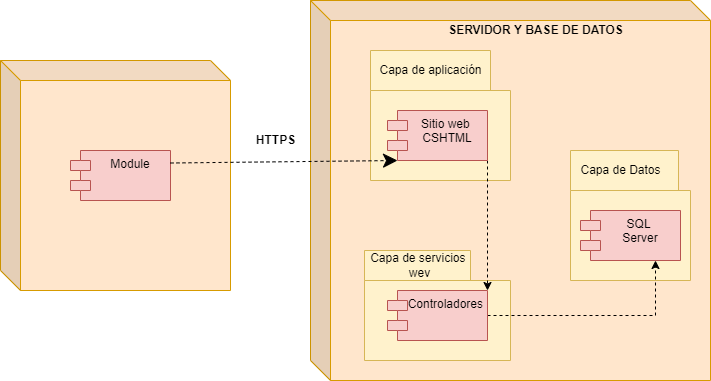 SERVIDOR Y BASE DE DATOS
Capa de aplicación
Sitio web
CSHTML
HTTPS
Module
Capa de Datos
SQL
Server
Capa de servicios
wev
Controladores